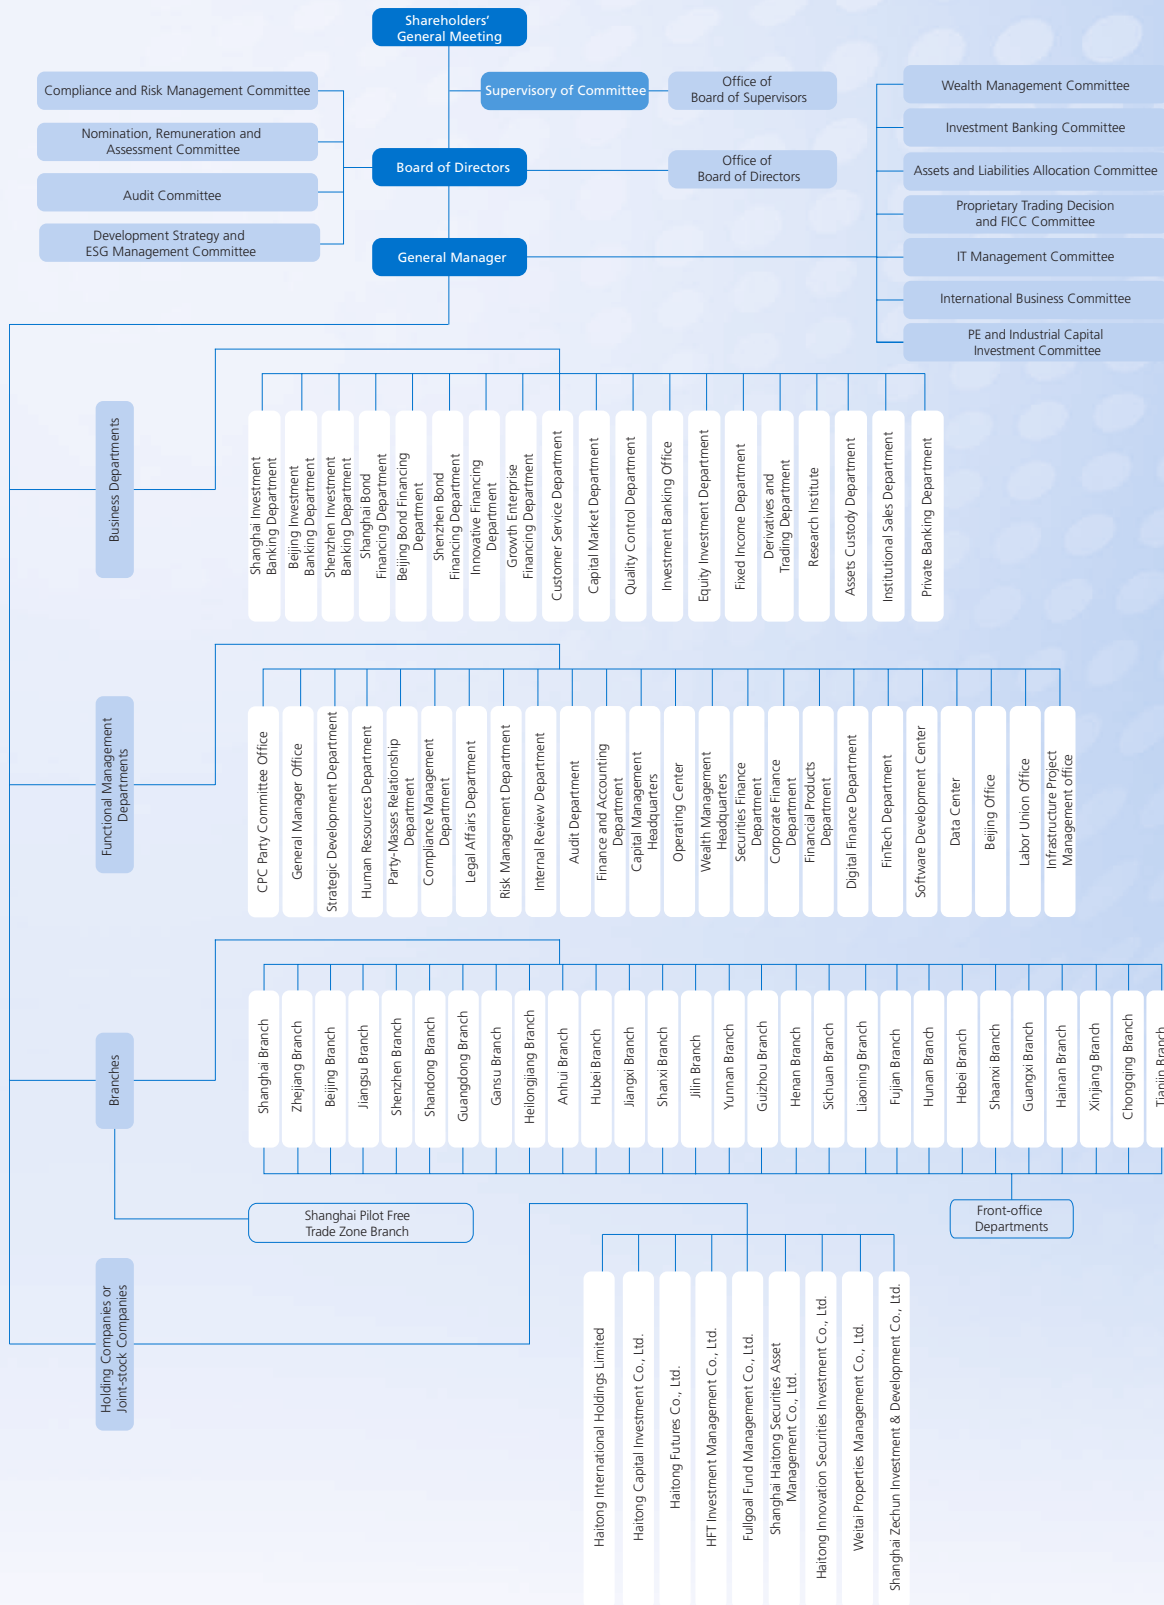 Shareholders'
General Meeting
Supervisory of Committee
Office of
Board of Supervisors
Compliance and Risk Management Committee
Nomination, Remuneration and
Assessment Committee
Audit Committee
Development Strategy and
ESG Management Committee
Board of Directors
Office of
Board of Directors
General Manager
Wealth Management Committee
Investment Banking Committee
Assets and Liabilities Allocation Committee
Proprietary Trading Decision
and FICC Committee
IT Management Committee
International Business Committee
PE and Industrial Capital
Investment Committee
Business Departments
Shanghai Investment
Banking Department
Beijing Investment
Banking Department
Shenzhen Investment
Banking Department
Shanghai Bond
Financing Department
Beijing Bond Financing
Department
Shenzhen Bond
Financing Department
Innovative Financing
Department
Growth Enterprise
Financing Department
Customer Service Department
Capital Market Department
Quality Control Department
Investment Banking Office
Equity Investment Department
Fixed Income Department
Derivatives and
Trading Department
Research Institute
Assets Custody Department
Institutional Sales Department
Private Banking Department
Functional Management
Departments
CPC Party Committee Office
General Manager Office
Strategic Development Department
Human Resources Department
Party-Masses Relationship
Department
Compliance Management
Department
Legal Affairs Department
Risk Management Department
Internal Review Department
Audit Department
Finance and Accounting
Department
Capital Management
Headquarters
Operating Center
Wealth Management
Headquarters
Securities Finance
Department
Corporate Finance
Department
Financial Products
Department
Digital Finance Department
FinTech Department
Software Development Center
Data Center
Beijing Office
Labor Union Office
Infrastructure Project
Management Office
Branches
Shanghai Branch
Zhejiang Branch
Beijing Branch
Jiangsu Branch
Shenzhen Branch
Shandong Branch
Guangdong Branch
Gansu Branch
Heilongjiang Branch
Anhui Branch
Hubei Branch
Jiangxi Branch
Shanxi Branch
Jilin Branch
Yunnan Branch
Guizhou Branch
Henan Branch
Sichuan Branch
Liaoning Branch
Fujian Branch
Hunan Branch
Hebei Branch
Shaanxi Branch
Guangxi Branch
Hainan Branch
Xinjiang Branch
Chongqing Branch
Tianjin Branch
Shanghai Pilot Free
Trade Zone Branch
Front-office
Departments
Holding Companies or
Joint-stock Companies
Haitong International Holdings Limited
Haitong Capital Investment Co., Ltd.
Haitong Futures Co., Ltd.
HFT Investment Management Co., Ltd.
Fullgoal Fund Management Co., Ltd.
Shanghai Haitong Securities Asset
Management Co., Ltd.
Haitong Innovation Securities Investment Co., Ltd.
Weitai Properties Management Co., Ltd.
Shanghai Zechun Investment & Development Co., Ltd.